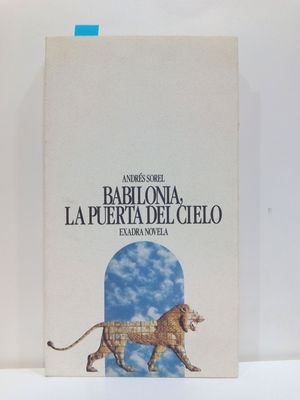 ANDRÉS SOREL
BABILONIA,
LA PUERTA DEL CIELO
EXADRA NOVELA